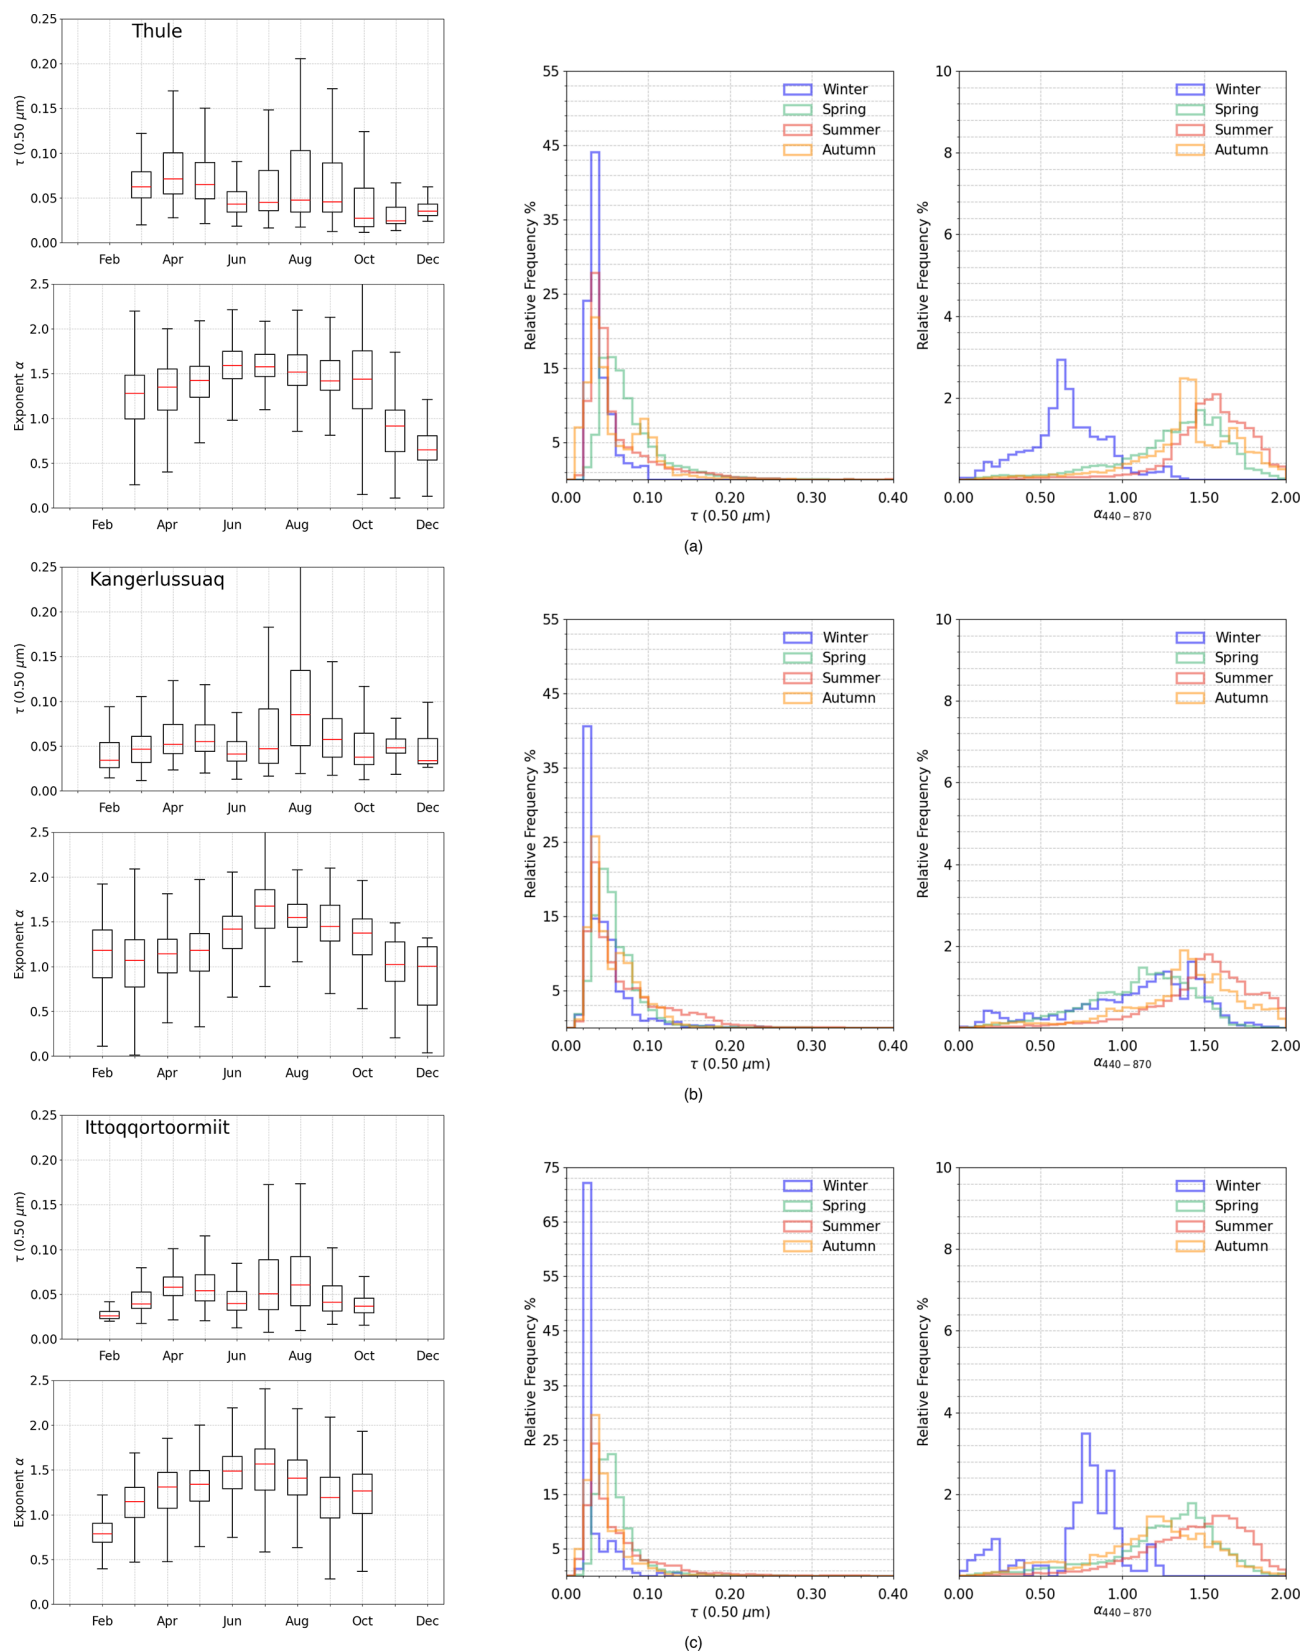 Thule
0.25
0.20
0.15
0.10
0.05
0.00
τ (0.50 μm)
Feb Apr Jun Aug Oct Dec
2.5
2.0
1.5
1.0
0.5
0.0
Exponent α
Feb Apr Jun Aug Oct Dec
55
45
35
25
15
5
Relative Frequency %
Winter
Spring
Summer
Autumn
0.00 0.10 0.20 0.30 0.40
τ (0.50 μm)
10
8
6
4
2
Relative Frequency %
Winter
Spring
Summer
Autumn
0.00 0.50 1.00 1.50 2.00
α440−870
(a)
Kangerlussuaq
0.25
0.20
0.15
0.10
0.05
0.00
τ (0.50 μm)
Feb Apr Jun Aug Oct Dec
2.5
2.0
1.5
1.0
0.5
0.0
Exponent α
Feb Apr Jun Aug Oct Dec
55
45
35
25
15
5
Relative Frequency %
Winter
Spring
Summer
Autumn
0.00 0.10 0.20 0.30 0.40
τ (0.50 μm)
10
8
6
4
2
Relative Frequency %
Winter
Spring
Summer
Autumn
0.00 0.50 1.00 1.50 2.00
α440−870
(b)
Ittoqqortoormiit
0.25
0.20
0.15
0.10
0.05
0.00
τ (0.50 μm)
Feb Apr Jun Aug Oct Dec
2.5
2.0
1.5
1.0
0.5
0.0
Exponent α
Feb Apr Jun Aug Oct Dec
75
65
55
45
35
25
15
5
Relative Frequency %
Winter
Spring
Summer
Autumn
0.00 0.10 0.20 0.30 0.40
τ (0.50 μm)
10
8
6
4
2
Relative Frequency %
Winter
Spring
Summer
Autumn
0.00 0.50 1.00 1.50 2.00
α440−870
(c)